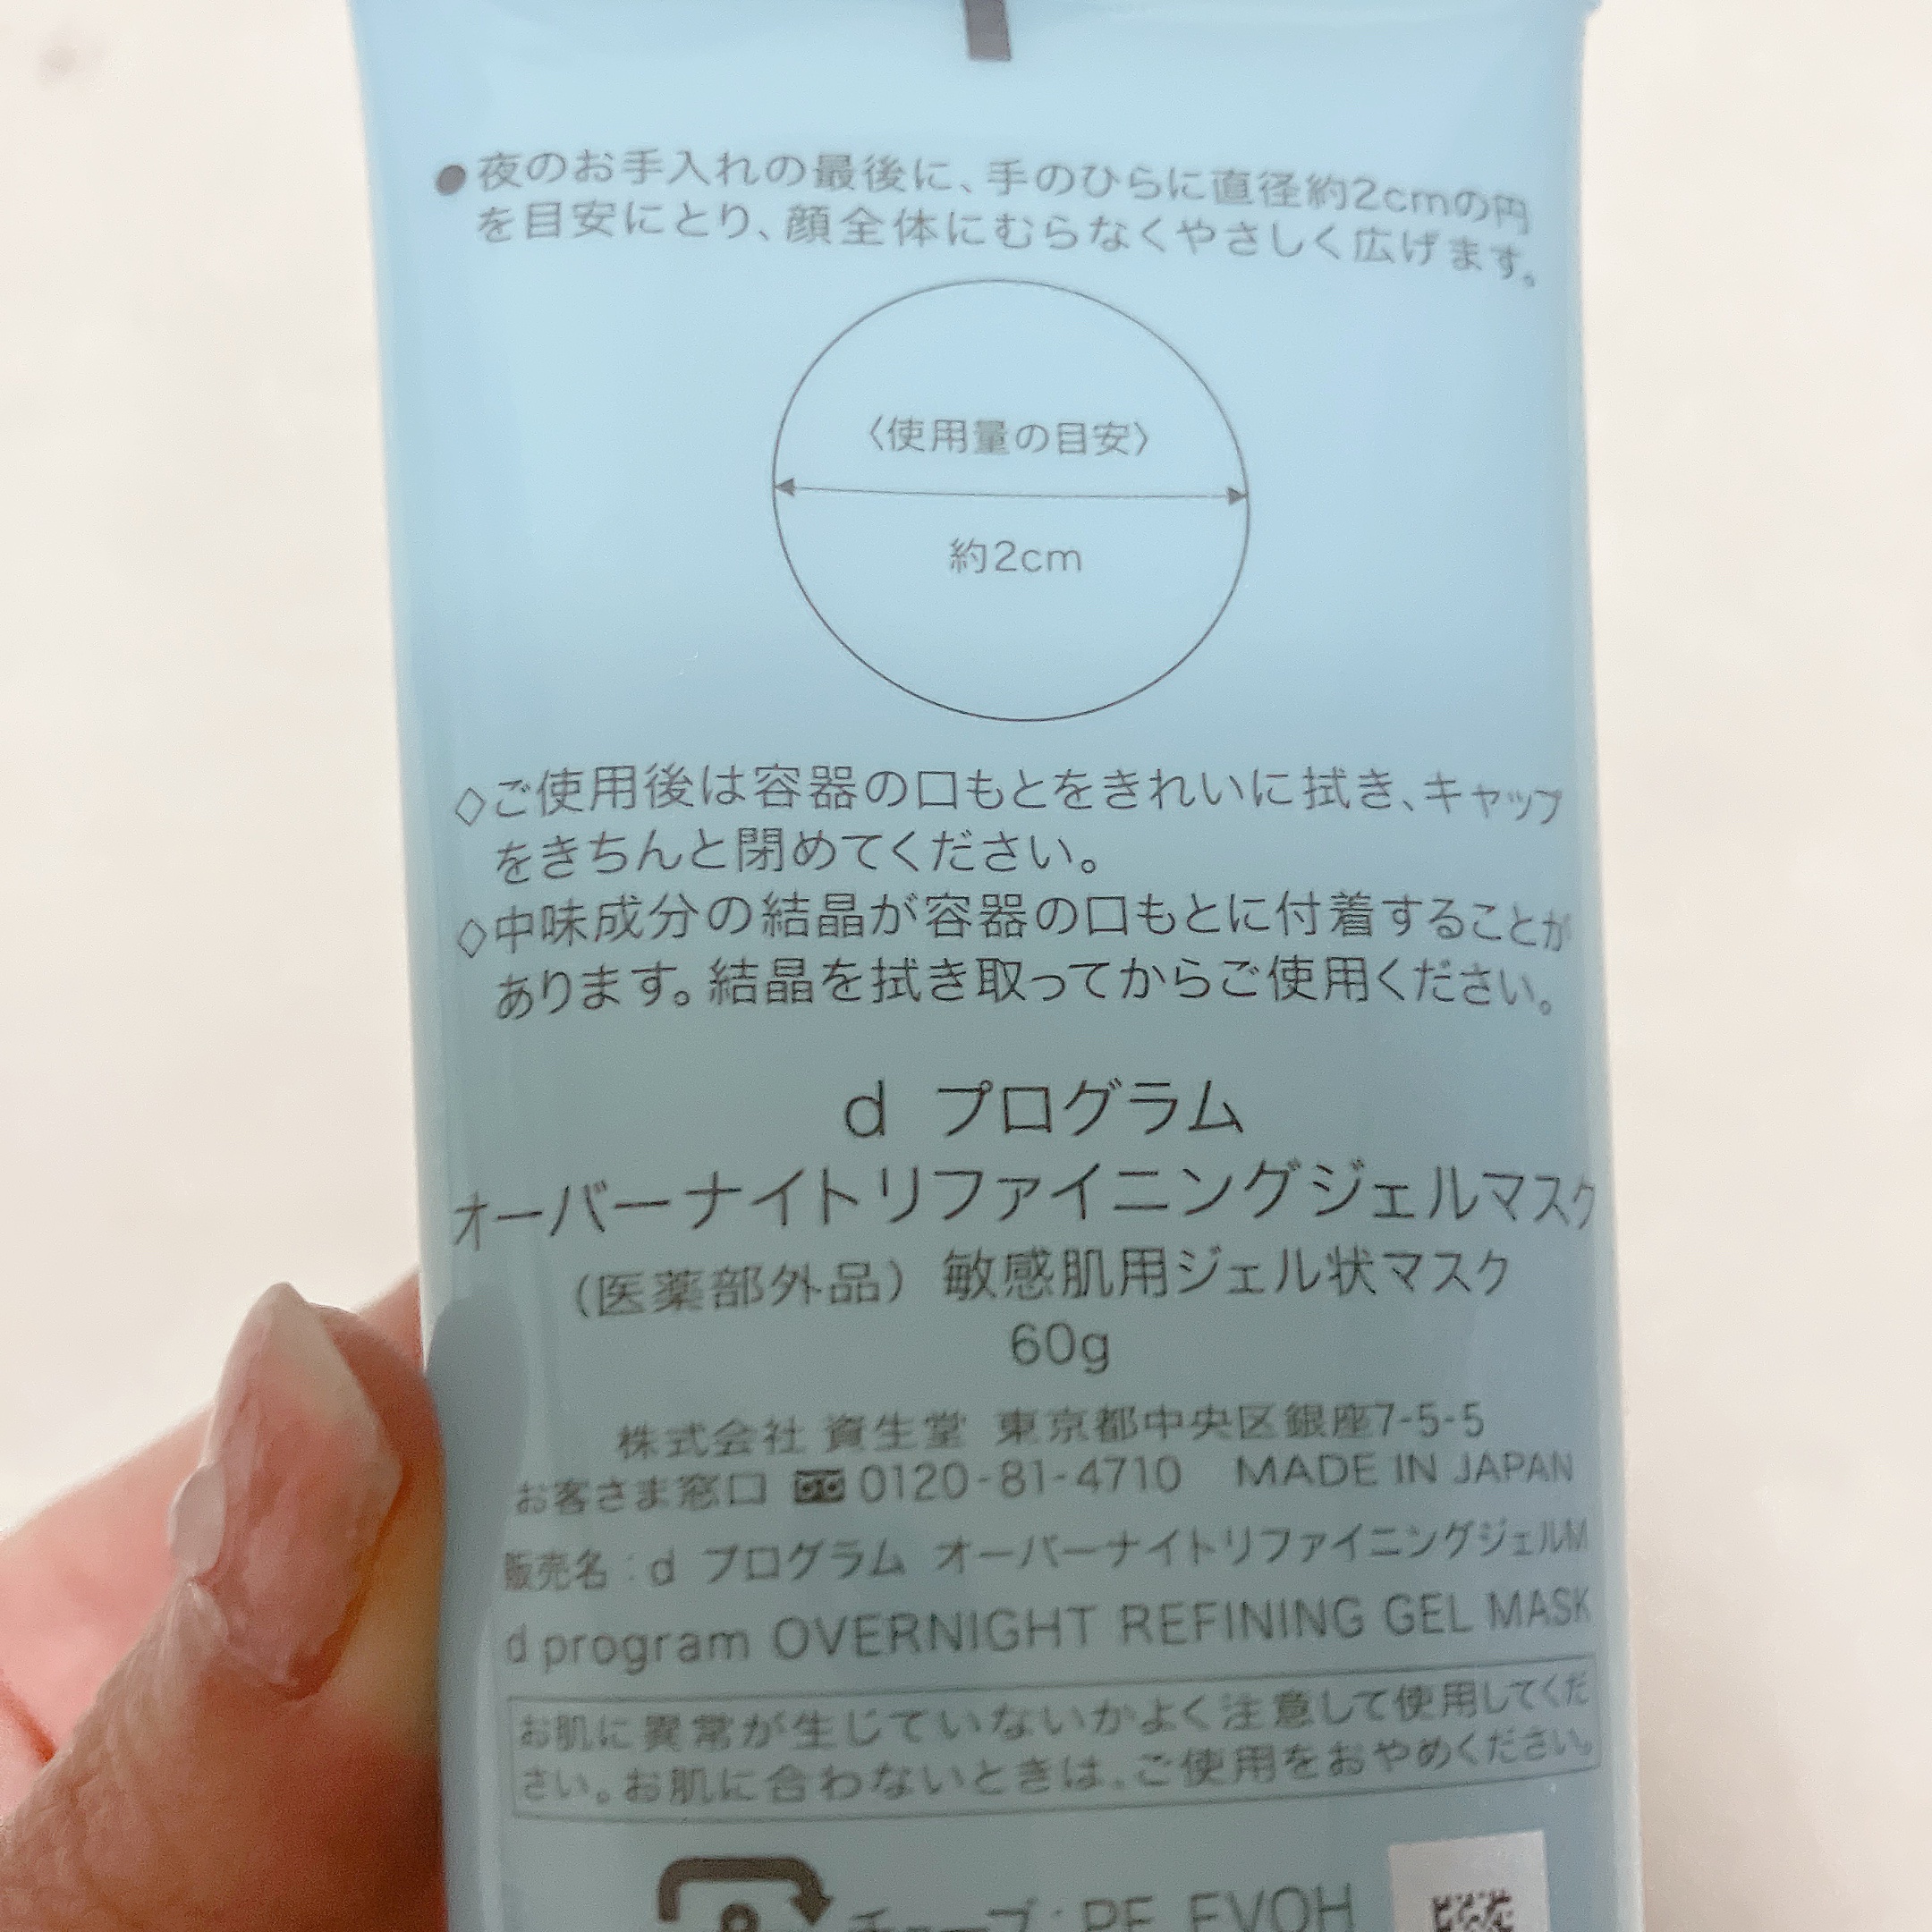 ●夜のお手入れの最後に、手のひらに直径約2cmの円
を目安にとり、顔全体にむらなくやさしく広げます。
〈使用量の目安〉
約2cm
◇ご使用後は容器の口もとをきれいに拭き、キャップ
をきちんと閉めてください。
◇中味成分の結晶が容器の口もとに付着することが
あります。結晶を拭き取ってからご使用ください。
d プログラム
オーバーナイトリファイニングジェルマスク
(医薬部外品) 敏感肌用ジェル状マスク
60g
株式会社 資生堂 東京都中央区銀座7-5-5
お客さま窓口 0120-81-4710 MADE IN JAPAN
販売名:d プログラム オーバーナイトリファイニングジェルM
d program OVERNIGHT REFINING GEL MASK
お肌に異常が生じていないかよく注意して使用してくだ
さい。お肌に合わないときは、ご使用をおやめください。
チューブ:PE, EVOH